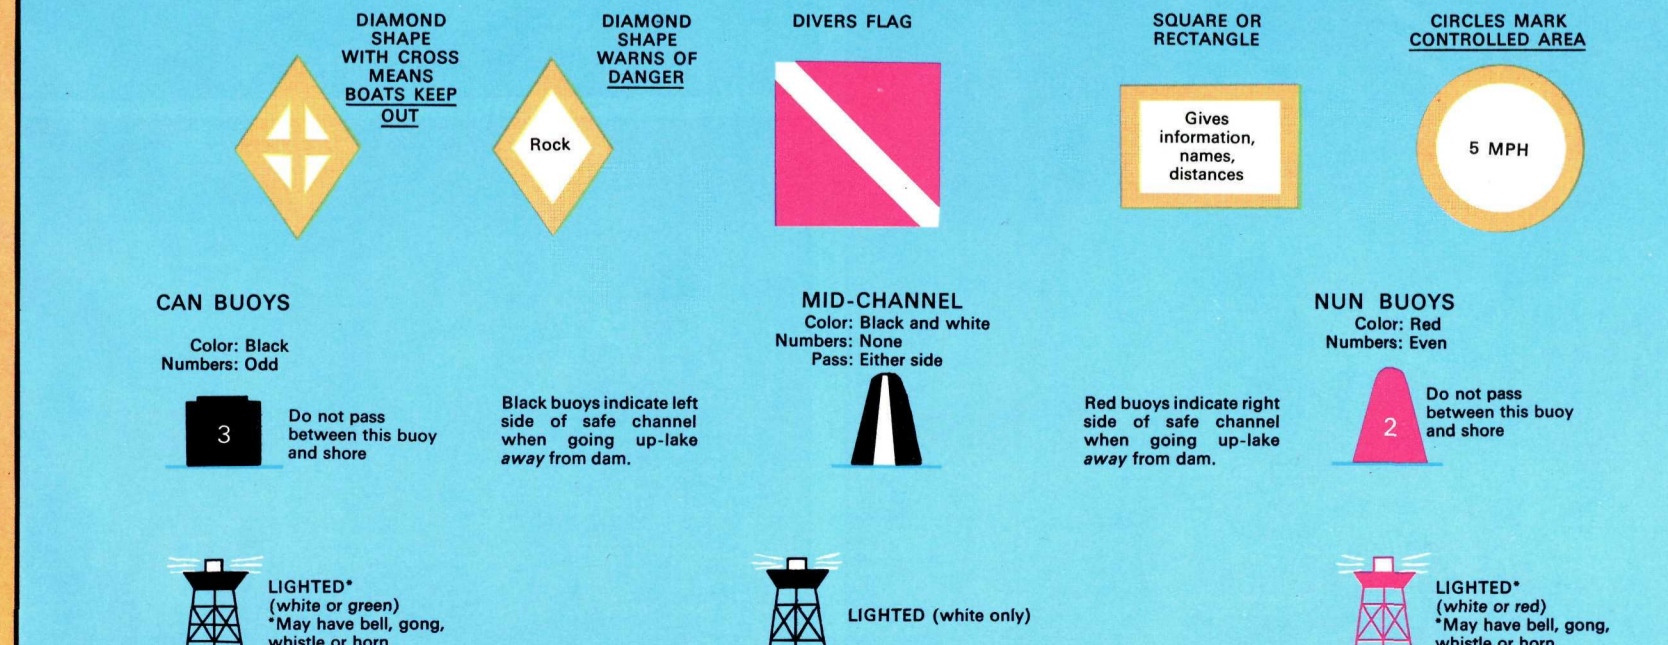 DIAMOND
SHAPE
WITH CROSS
MEANS
BOATS KEEP
OUT
DIAMOND
SHAPE
WARNS OF
DANGER
Rock
DIVERS FLAG
SQUARE OR
RECTANGLE
Gives
information,
names,
distances
CIRCLES MARK
CONTROLLED AREA
5 MPH
CAN BUOYS
Color: Black
Numbers: Odd
3
Do not pass
between this buoy
and shore
Black buoys indicate left
side of safe channel
when going up-lake
away from dam.
MID-CHANNEL
Color: Black and white
Numbers: None
Pass: Either side
Red buoys indicate right
side of safe channel
when going up-lake
away from dam.
NUN BUOYS
Color: Red
Numbers: Even
2
Do not pass
between this buoy
and shore
LIGHTED*
(white or green)
*May have bell, gong,
whistle or horn
LIGHTED (white only)
LIGHTED*
(white or red)
*May have bell, gong,
whistle or horn